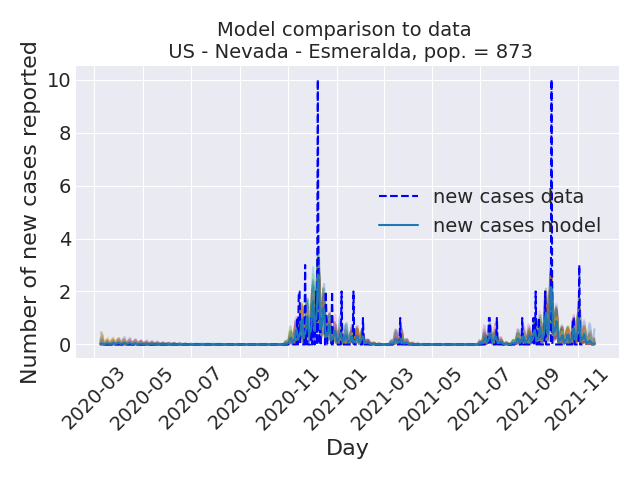 Model comparison to data
US - Nevada - Esmeralda, pop. = 873
Number of new cases reported
10
8
6
4
2
0
new cases data
new cases model
2020-03
2020-05
2020-07
2020-09
2020-11
2021-01
2021-03
2021-05
2021-07
2021-09
2021-11
Day